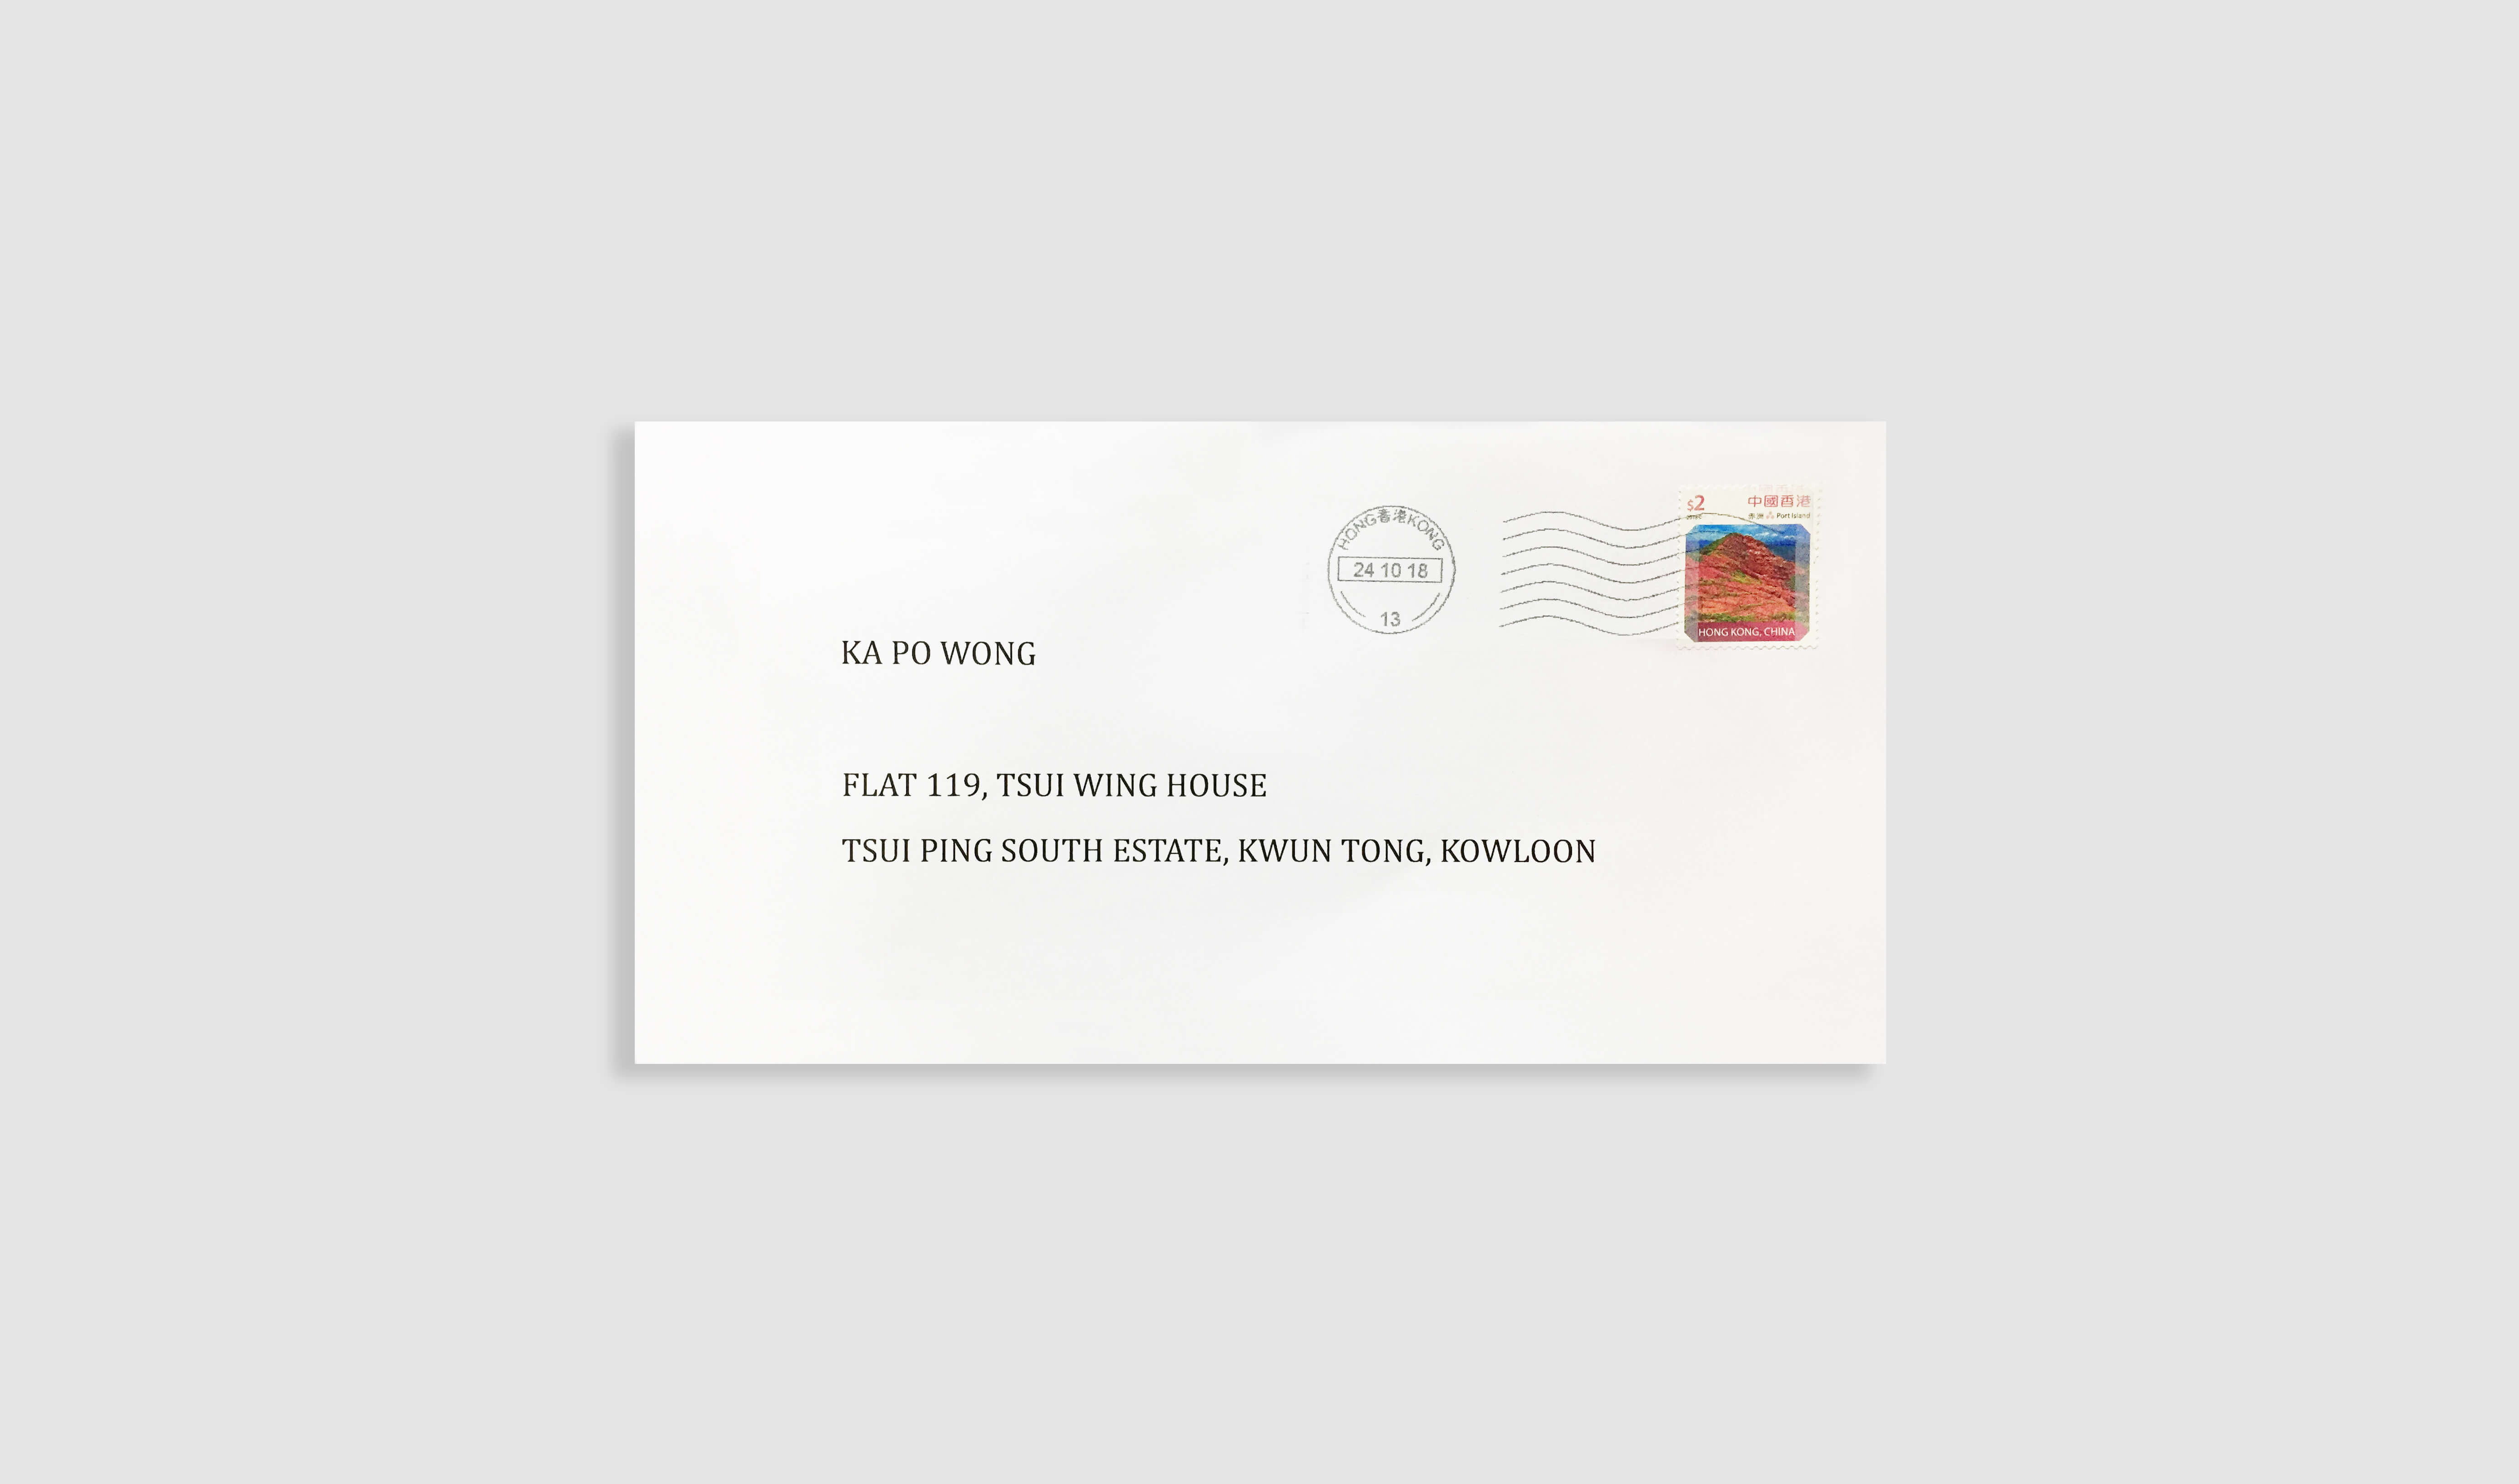 HONG香港KONG
24 10 18
13
$2 中國香港
赤洲 Port Island
HONG KONG, CHINA
KA PO WONG
FLAT 119, TSUI WING HOUSE
TSUI PING SOUTH ESTATE, KWUN TONG, KOWLOON